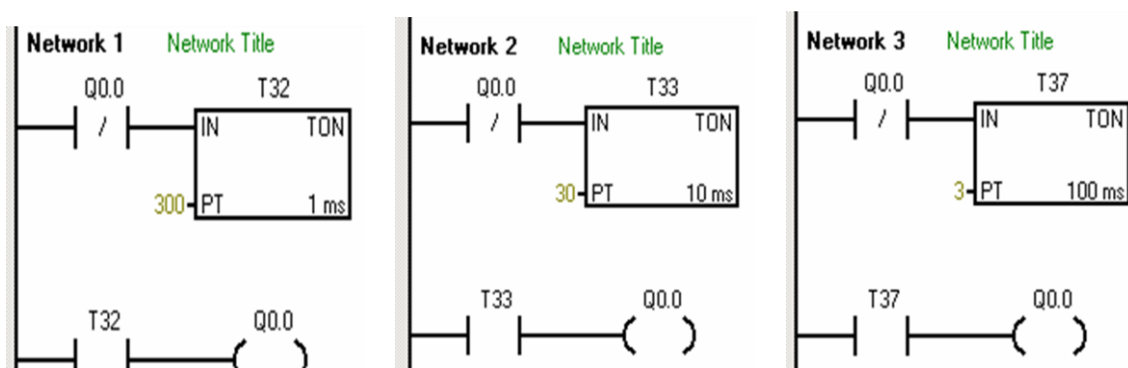 Network 1 Network Title
Q0.0 T32
/ IN TON
300 PT 1 ms
T32 Q0.0
Network 2 Network Title
Q0.0 T33
/ IN TON
30 PT 10 ms
T33 Q0.0
Network 3 Network Title
Q0.0 T37
/ IN TON
3 PT 100 ms
T37 Q0.0